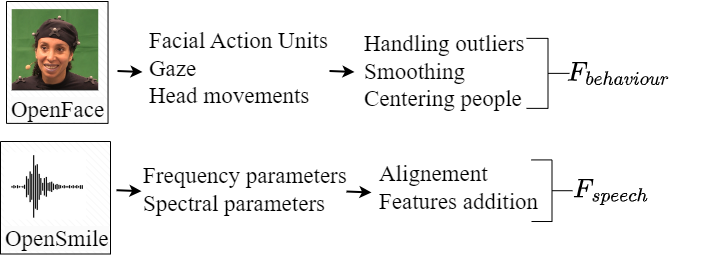 OpenFace
Facial Action Units
Gaze
Head movements
Handling outliers
Smoothing
Centering people
F_behaviour
OpenSmile
Frequency parameters
Spectral parameters
Alignement
Features addition
F_speech